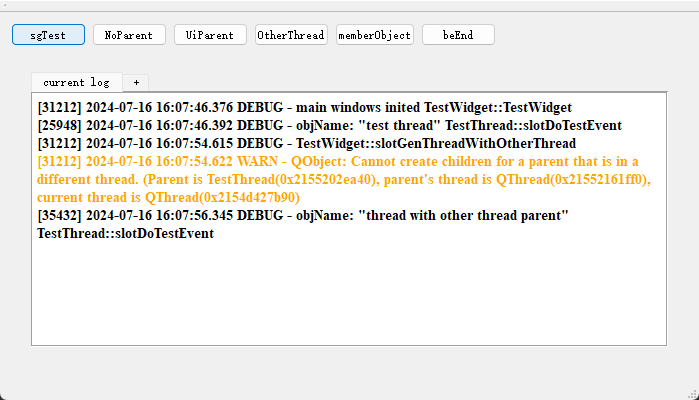 sgTest NoParent UiParent OtherThread memberObject beEnd
current log +
[31212] 2024-07-16 16:07:46.376 DEBUG - main windows inited TestWidget::TestWidget
[25948] 2024-07-16 16:07:46.392 DEBUG - objName: "test thread" TestThread::slotDoTestEvent
[31212] 2024-07-16 16:07:54.615 DEBUG - TestWidget::slotGenThreadWithOtherThread
[31212] 2024-07-16 16:07:54.622 WARN - QObject: Cannot create children for a parent that is in a
different thread. (Parent is TestThread(0x2155202ea40), parent's thread is QThread(0x21552161ff0),
current thread is QThread(0x2154d427b90)
[35432] 2024-07-16 16:07:56.345 DEBUG - objName: "thread with other thread parent"
TestThread::slotDoTestEvent